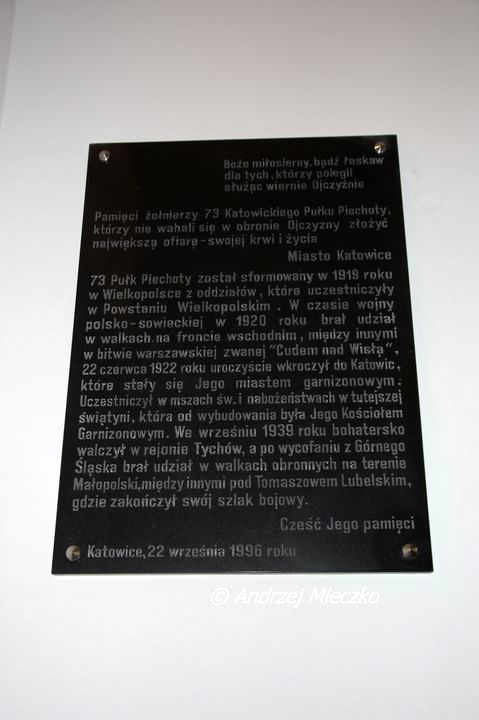 Boże miłosierny, bądź łaskaw
dla tych, którzy polegli
służąc wiernie Ojczyźnie
Pamięci żołnierzy 73 Katowickiego Pułku Piechoty,
którzy nie wahali się w obronie Ojczyzny złożyć
największą ofiarę - swojej krwi i życia
Miasto Katowice
73 Pułk Piechoty został sformowany w 1919 roku
w Wielkopolsce z oddziałów, które uczestniczyły
w Powstaniu Wielkopolskim . W czasie wojny
polsko-sowieckiej w 1920 roku brał udział
w walkach na froncie wschodnim , między innymi
w bitwie warszawskiej zwanej "Cudem nad Wisłą",
22 czerwca 1922 roku uroczyście wkroczył do Katowic,
które stały się Jego miastem garnizonowym .
Uczestniczył w mszach św. i nabożeństwach w tutejszej
świątyni, która od wybudowania była Jego Kościołem
Garnizonowym. We wrześniu 1939 roku bohatersko
walczył w rejonie Tychów, a po wycofaniu z Górnego
Śląska brał udział w walkach obronnych na terenie
Małopolski,między innymi pod Tomaszowem Lubelskim,
gdzie zakończył swój szlak bojowy.
Cześć Jego pamięci
Katowice, 22 września 1996 roku
© Andrzej Mleczko